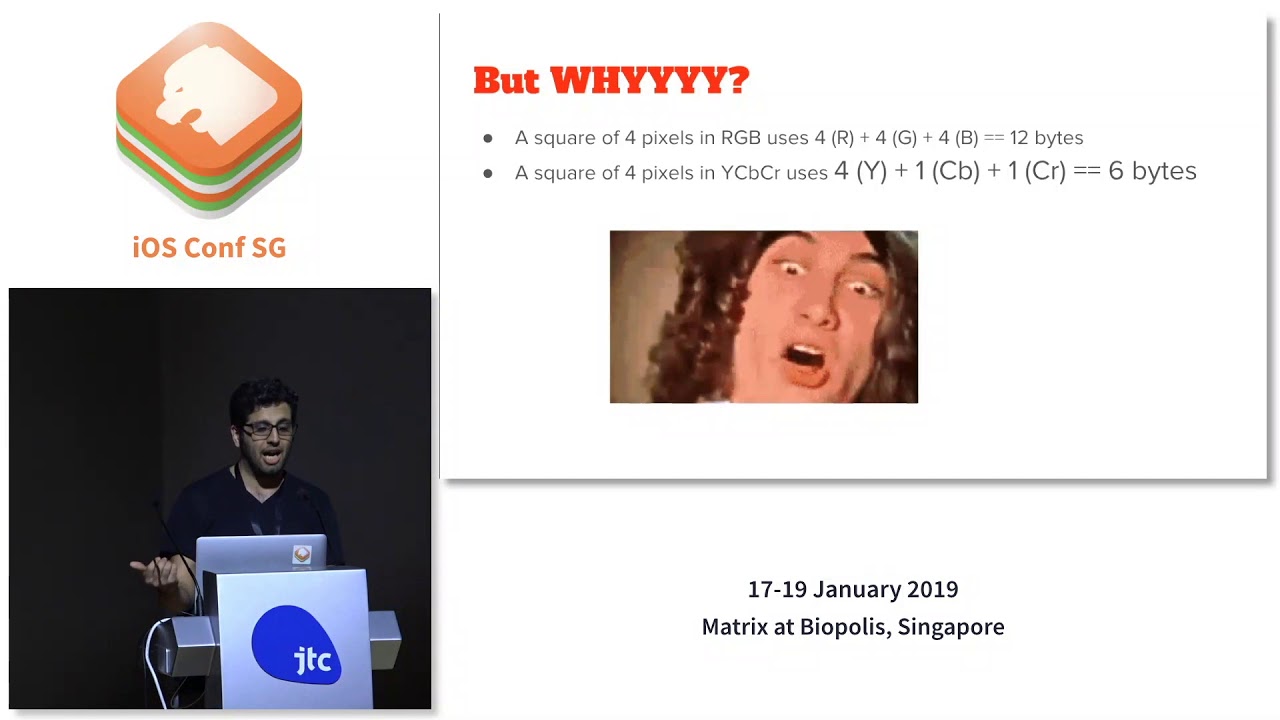 iOS Conf SG
But WHYYYY?
● A square of 4 pixels in RGB uses 4 (R) + 4 (G) + 4 (B) == 12 bytes
● A square of 4 pixels in YCbCr uses 4 (Y) + 1 (Cb) + 1 (Cr) == 6 bytes
jtc
17-19 January 2019
Matrix at Biopolis, Singapore